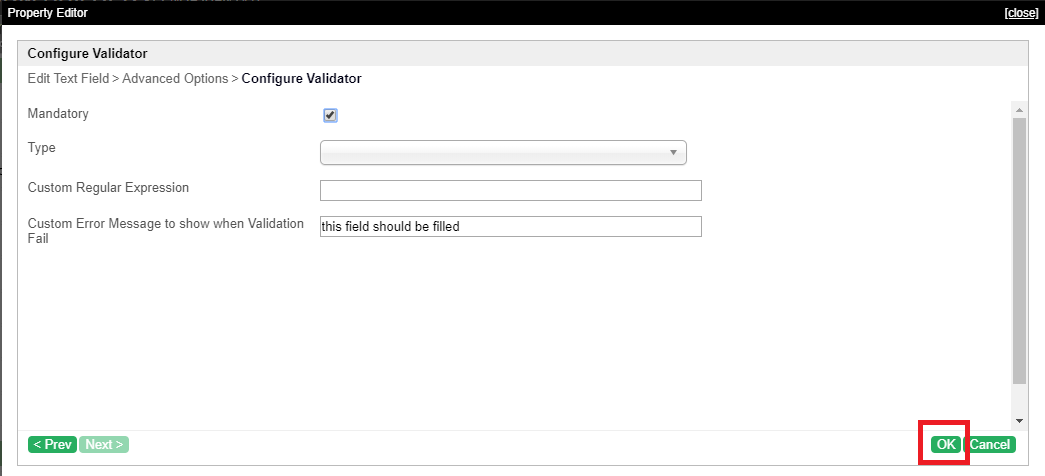 Property Editor [close]
Configure Validator
Edit Text Field > Advanced Options > Configure Validator
Mandatory
Type
Custom Regular Expression
Custom Error Message to show when Validation
Fail
this field should be filled
< Prev Next > OK Cancel